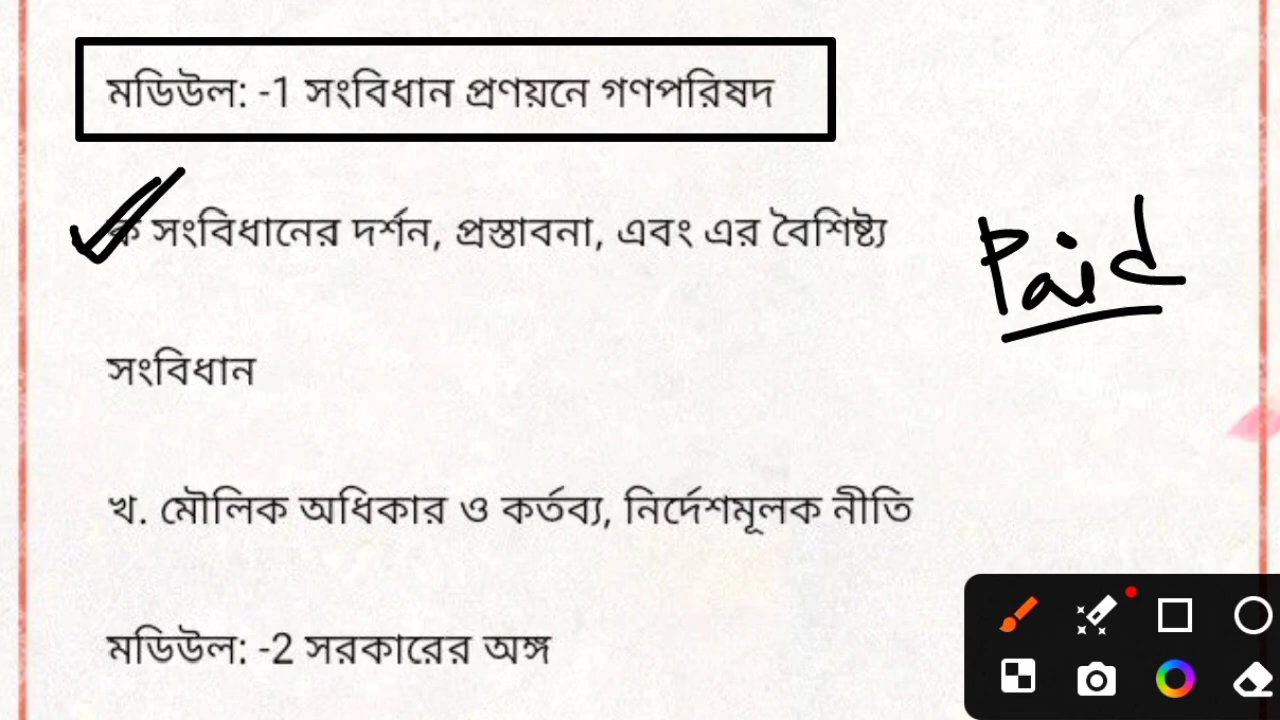 মডিউল: -1 সংবিধান প্রণয়নে গণপরিষদ
ক সংবিধানের দর্শন, প্রস্তাবনা, এবং এর বৈশিষ্ট্য
Paid
সংবিধান
খ. মৌলিক অধিকার ও কর্তব্য, নির্দেশমূলক নীতি
মডিউল: -2 সরকারের অঙ্গ